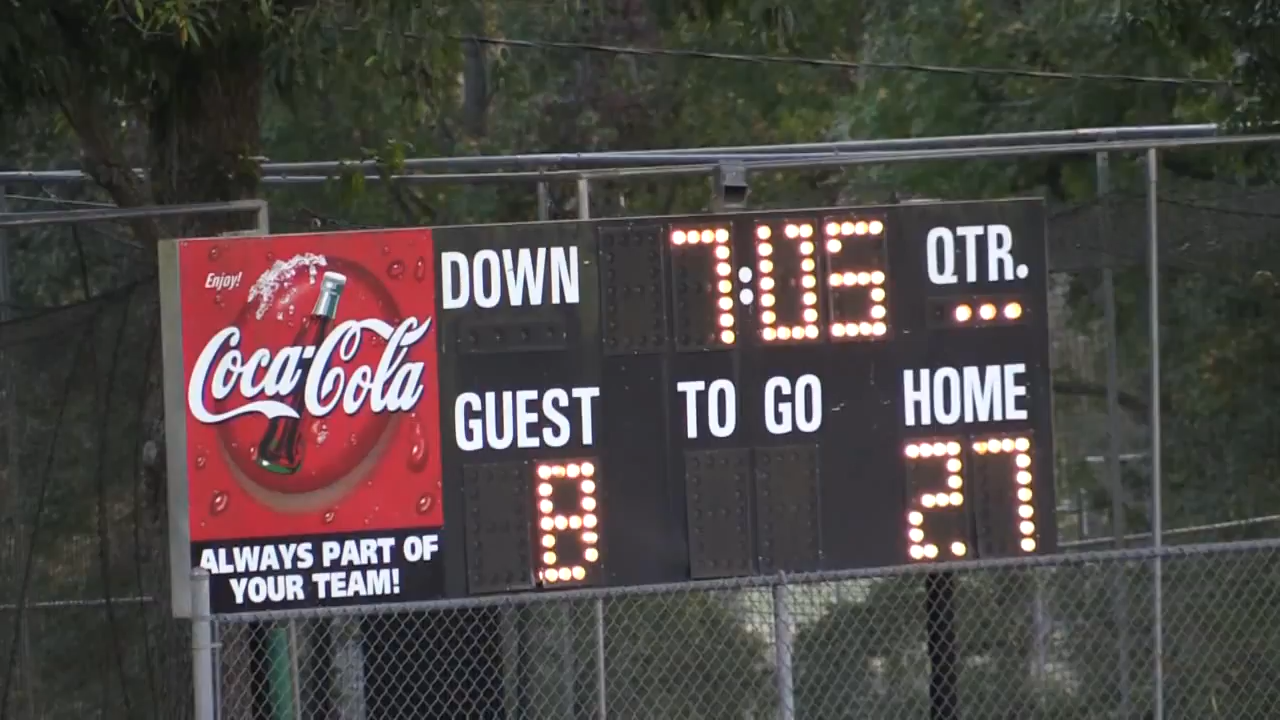 Enjoy!
Coca-Cola
ALWAYS PART OF
YOUR TEAM!
DOWN 7:05 QTR.
GUEST TO GO HOME
8 27